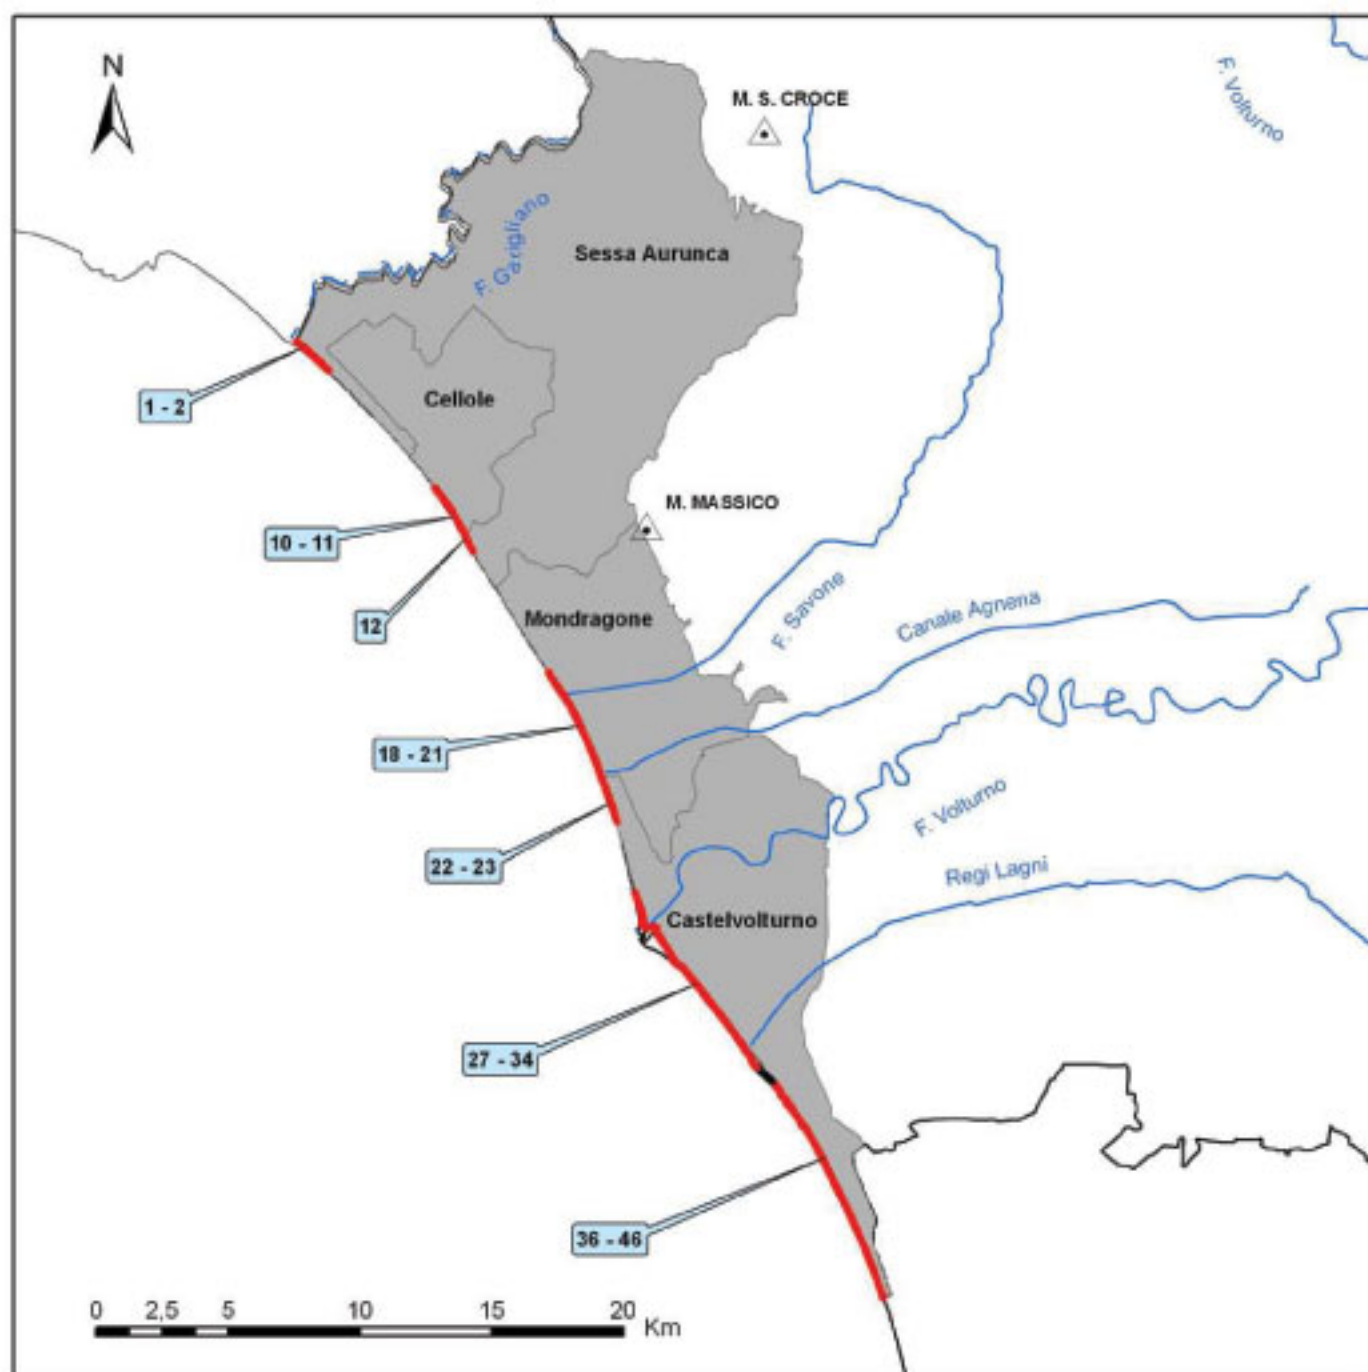 N
M. S. CROCE
F. Volturno
F. Garigliano
Sessa Aurunca
1 - 2
Cellole
M. MASSICO
10 - 11
12
Mondragone
F. Savone
Canale Agnena
18 - 21
F. Volturno
22 - 23
Regi Lagni
Castelvolturno
27 - 34
36 - 46
0 2,5 5 10 15 20 Km